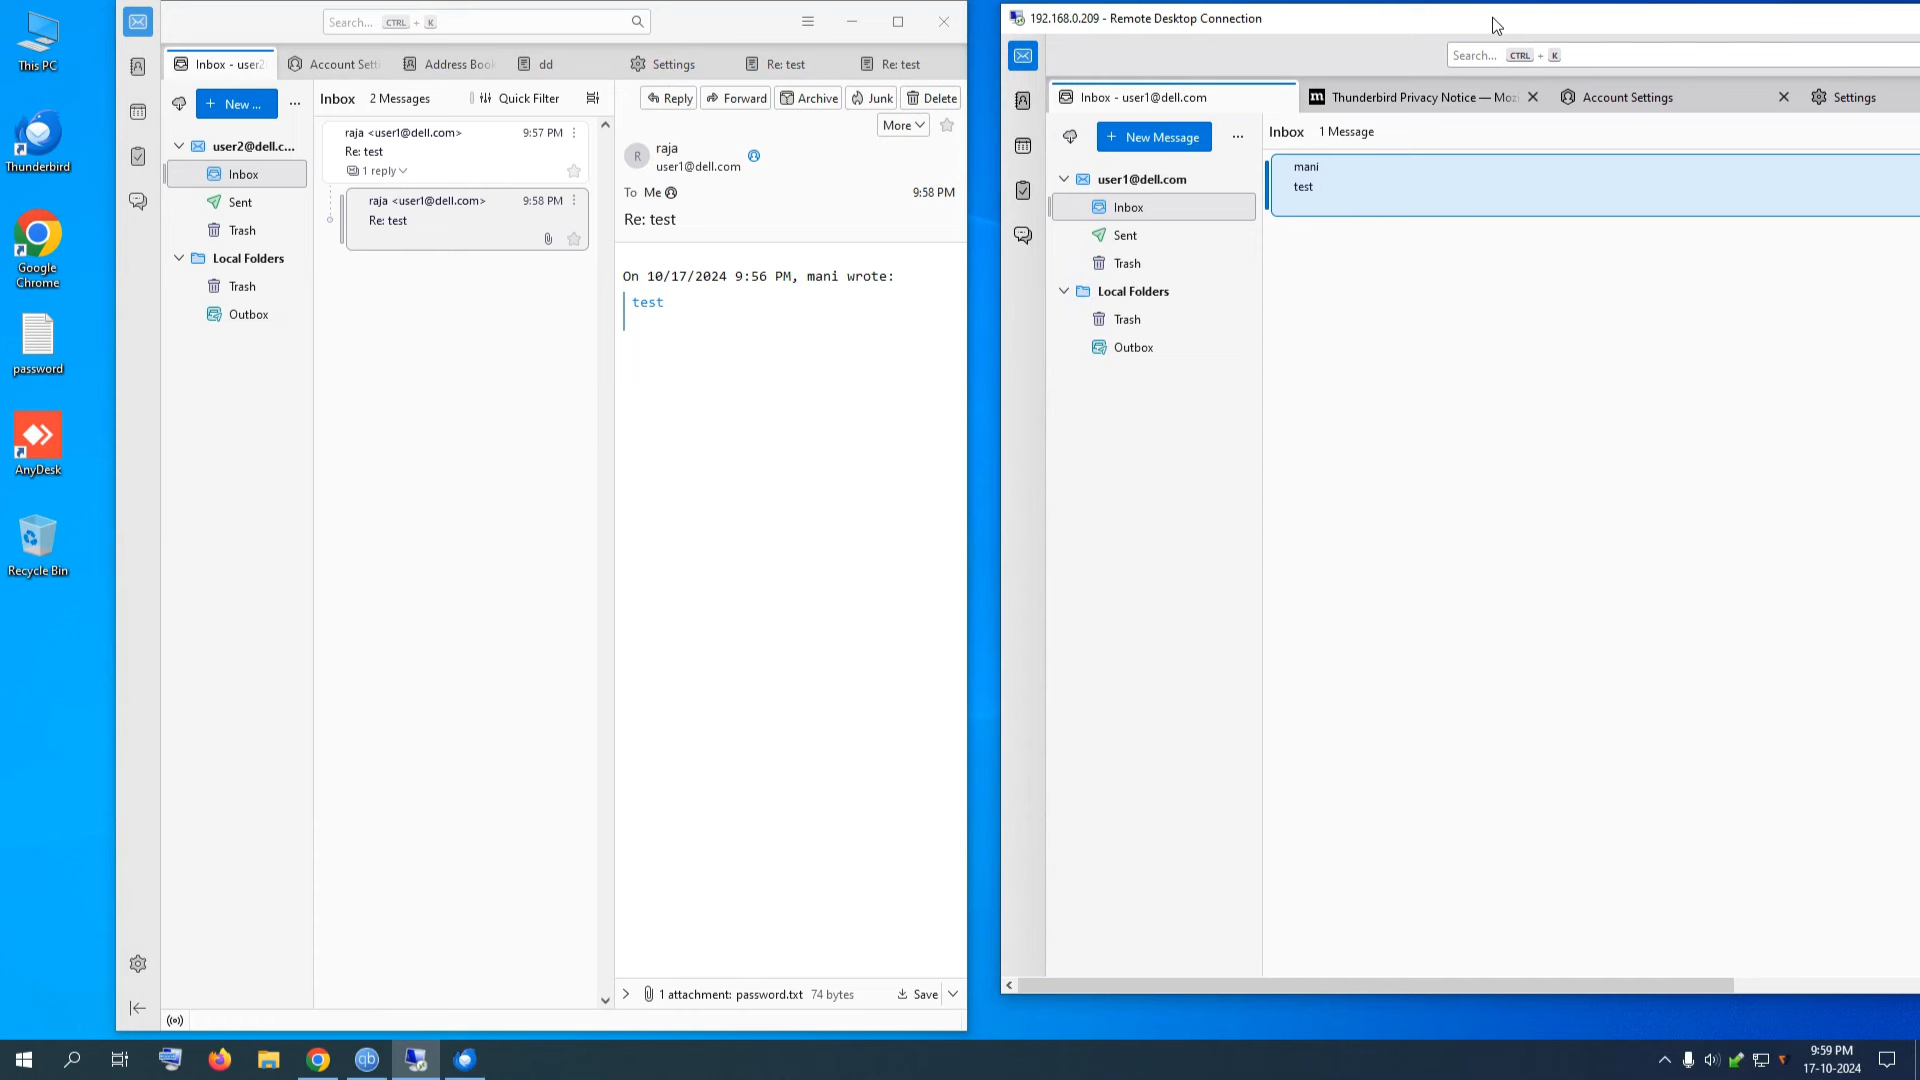 This PC
Thunderbird
Google
Chrome
password
AnyDesk
Recycle Bin
Search... CTRL + K
Inbox - user2
Account Setti
Address Boo
dd
Settings
Re: test
Re: test
+ New ...
user2@dell.c...
Inbox
Sent
Trash
Local Folders
Trash
Outbox
Inbox 2 Messages
Quick Filter
raja <user1@dell.com> 9:57 PM
Re: test
1 reply
raja <user1@dell.com> 9:58 PM
Re: test
Reply Forward Archive Junk Delete
More
R
raja
user1@dell.com
To Me 9:58 PM
Re: test
On 10/17/2024 9:56 PM, mani wrote:
test
1 attachment: password.txt 74 bytes
Save
192.168.0.209 - Remote Desktop Connection
Search... CTRL + K
Inbox - user1@dell.com
m Thunderbird Privacy Notice — Moz
Account Settings
Settings
+ New Message
user1@dell.com
Inbox
Sent
Trash
Local Folders
Trash
Outbox
Inbox 1 Message
mani
test
qb
9:59 PM
17-10-2024